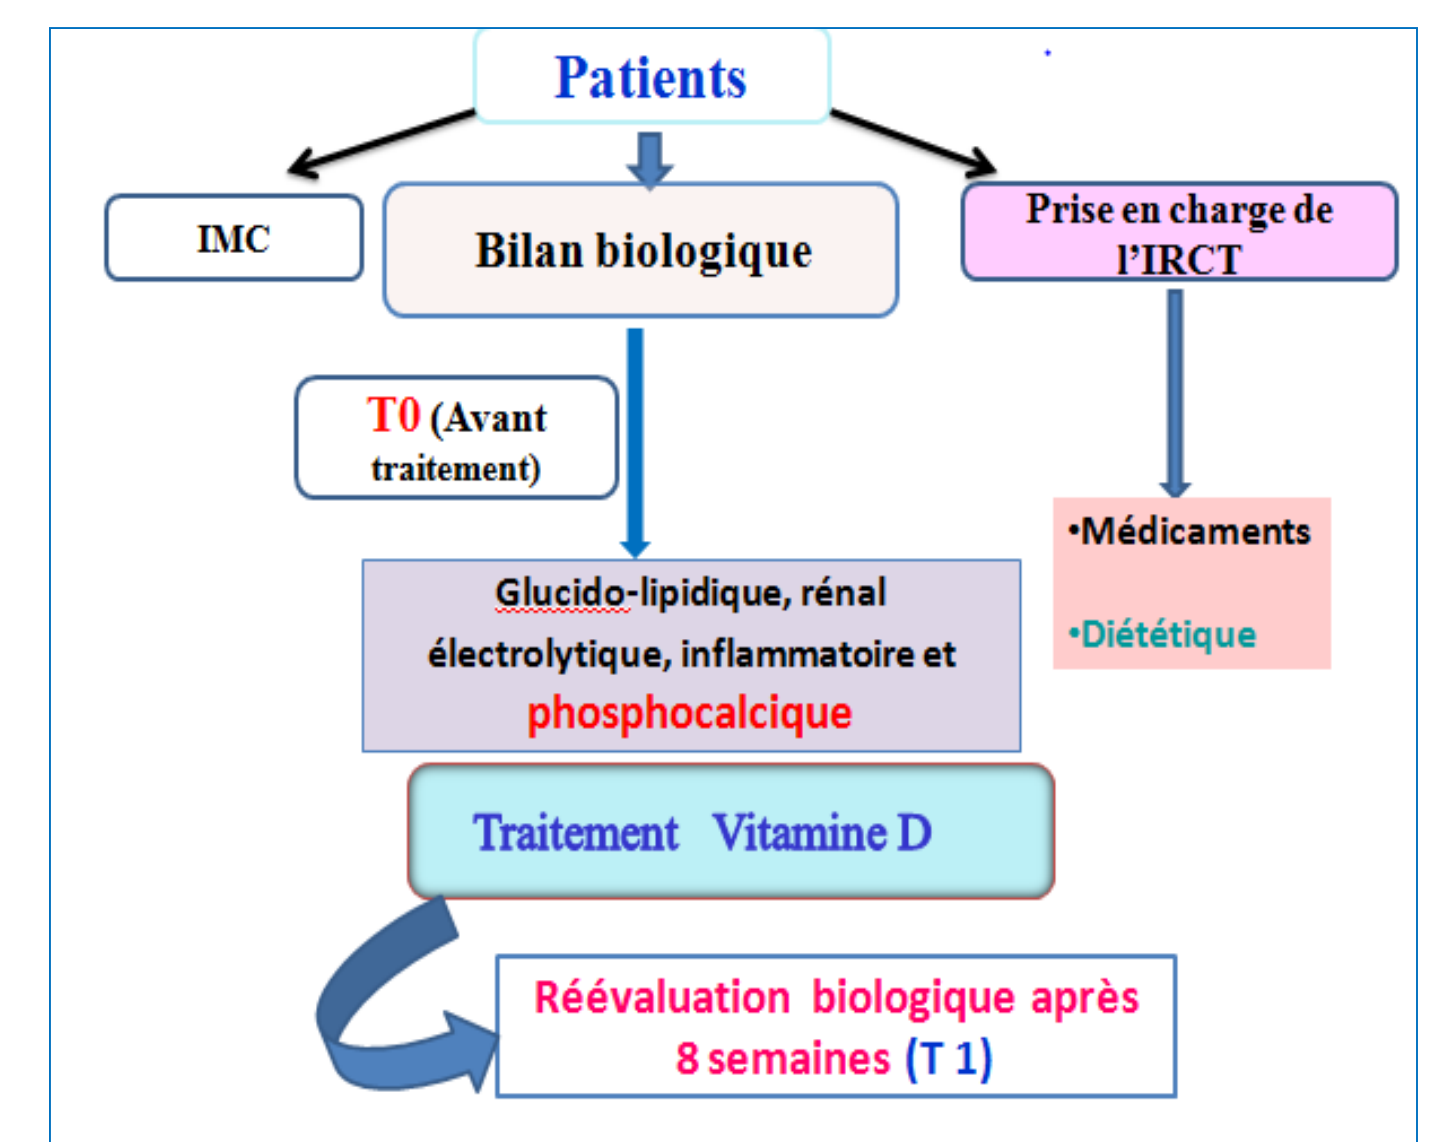 Patients
IMC
Bilan biologique
Prise en charge de
l’IRCT
T0 (Avant
traitement)
•Médicaments
•Diététique
Glucido-lipidique, rénal
électrolytique, inflammatoire et
phosphocalcique
Traitement Vitamine D
Réévaluation biologique après
8 semaines (T 1)